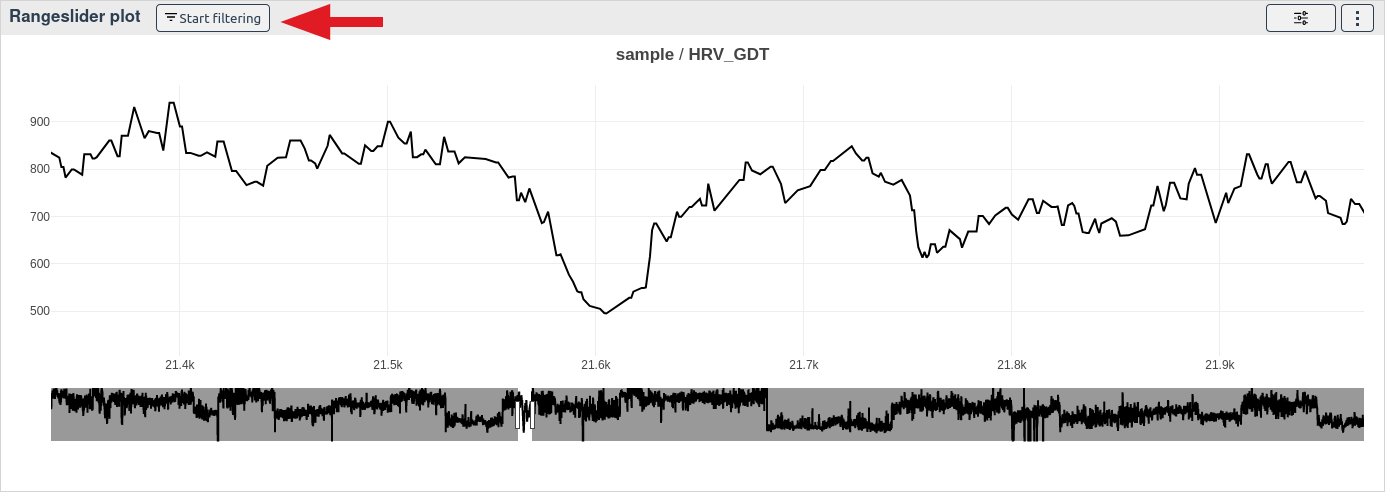 Rangeslider plot
Start filtering
sample / HRV_GDT
900
800
700
600
500
21.4k 21.5k 21.6k 21.7k 21.8k 21.9k